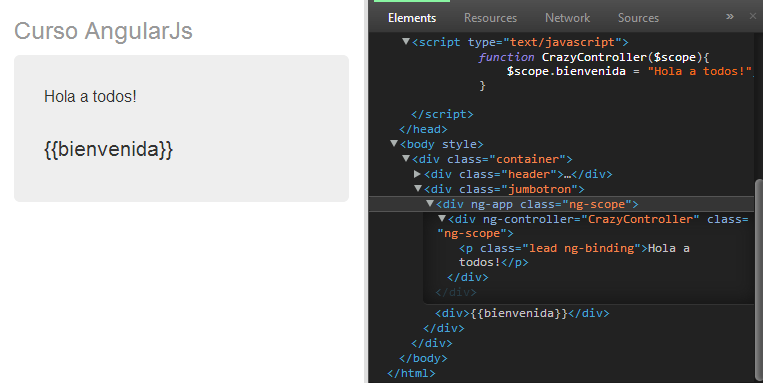 Curso AngularJs
Hola a todos!
{{bienvenida}}
Elements Resources Network Sources » ×
▼<script type="text/javascript">
function CrazyController($scope){
$scope.bienvenida = "Hola a todos!";
}
</script>
</head>
▼<body style>
▼<div class="container">
▶<div class="header">…</div>
▼<div class="jumbotron">
▼<div ng-app class="ng-scope">
▼<div ng-controller="CrazyController" class=
"ng-scope">
<p class="lead ng-binding">Hola a
todos!</p>
</div>
</div>
<div>{{bienvenida}}</div>
</div>
</div>
</body>
</html>